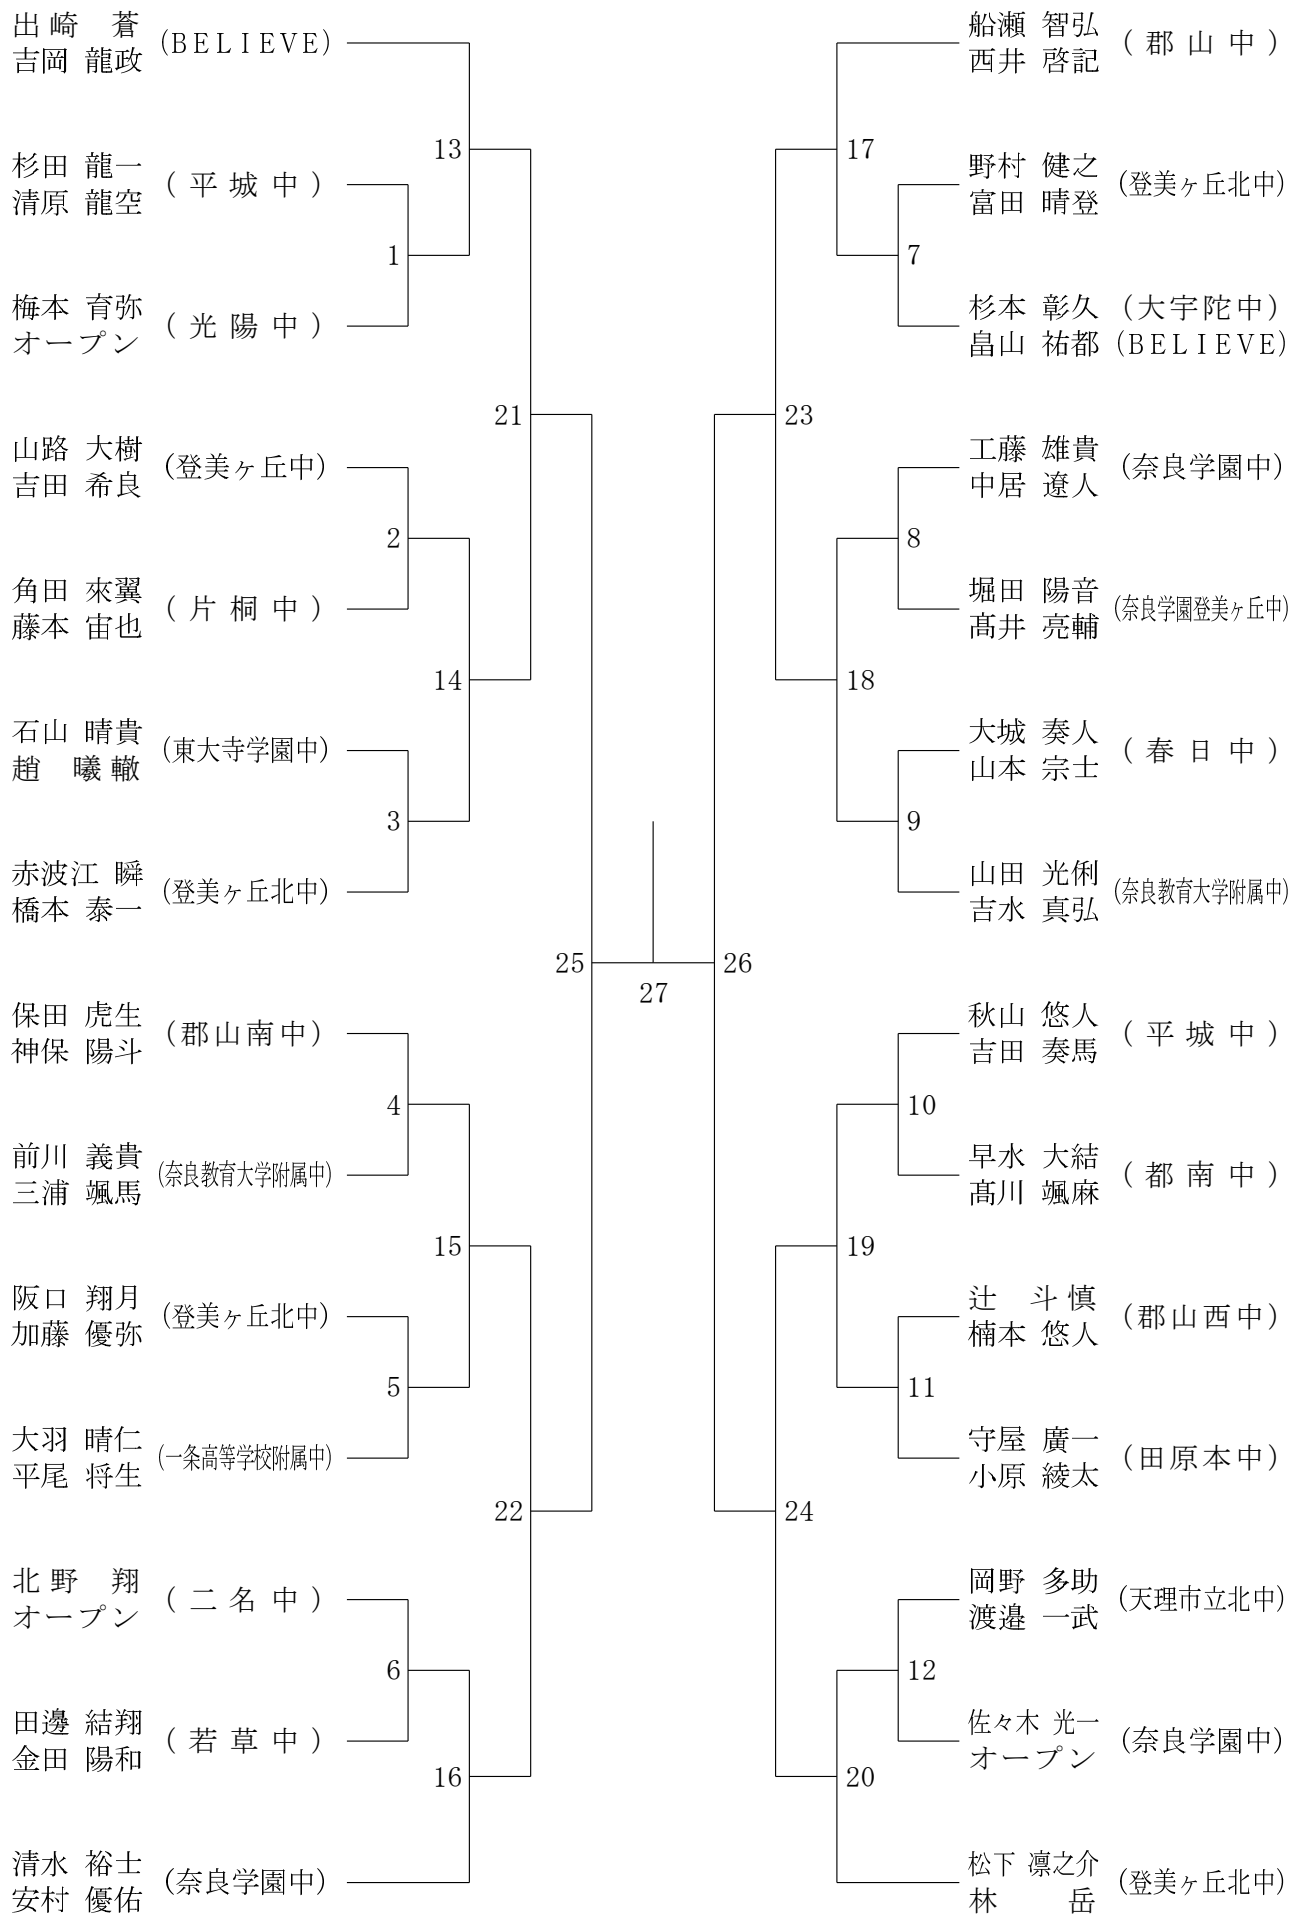 出崎 蒼
吉岡 龍政
(BELIEVE)
杉田 龍一
清原 龍空
(平城中)
梅本 育弥
オープン
(光陽中)
山路 大樹
吉田 希良
(登美ヶ丘中)
角田 來翼
藤本 宙也
(片桐中)
石山 晴貴
趙 曦轍
(東大寺学園中)
赤波江 瞬
橋本 泰一
(登美ヶ丘北中)
保田 虎生
神保 陽斗
(郡山南中)
前川 義貴
三浦 颯馬
(奈良教育大学附属中)
阪口 翔月
加藤 優弥
(登美ヶ丘北中)
大羽 晴仁
平尾 将生
(一条高等学校附属中)
北野 翔
オープン
(二名中)
田邊 結翔
金田 陽和
(若草中)
清水 裕士
安村 優佑
(奈良学園中)
1
2
3
4
5
6
13
14
15
16
21
22
25
27
26
23
24
17
18
19
20
7
8
9
10
11
12
船瀬 智弘
西井 啓記
(郡山中)
野村 健之
富田 晴登
(登美ヶ丘北中)
杉本 彰久 (大宇陀中)
畠山 祐都 (BELIEVE)
工藤 雄貴
中居 遼人
(奈良学園中)
堀田 陽音
髙井 亮輔
(奈良学園登美ヶ丘中)
大城 奏人
山本 宗士
(春日中)
山田 光俐
吉水 真弘
(奈良教育大学附属中)
秋山 悠人
吉田 奏馬
(平城中)
早水 大結
髙川 颯麻
(都南中)
辻 斗慎
楠本 悠人
(郡山西中)
守屋 廣一
小原 綾太
(田原本中)
岡野 多助
渡邉 一武
(天理市立北中)
佐々木 光一
オープン
(奈良学園中)
松下 凛之介
林 岳
(登美ヶ丘北中)